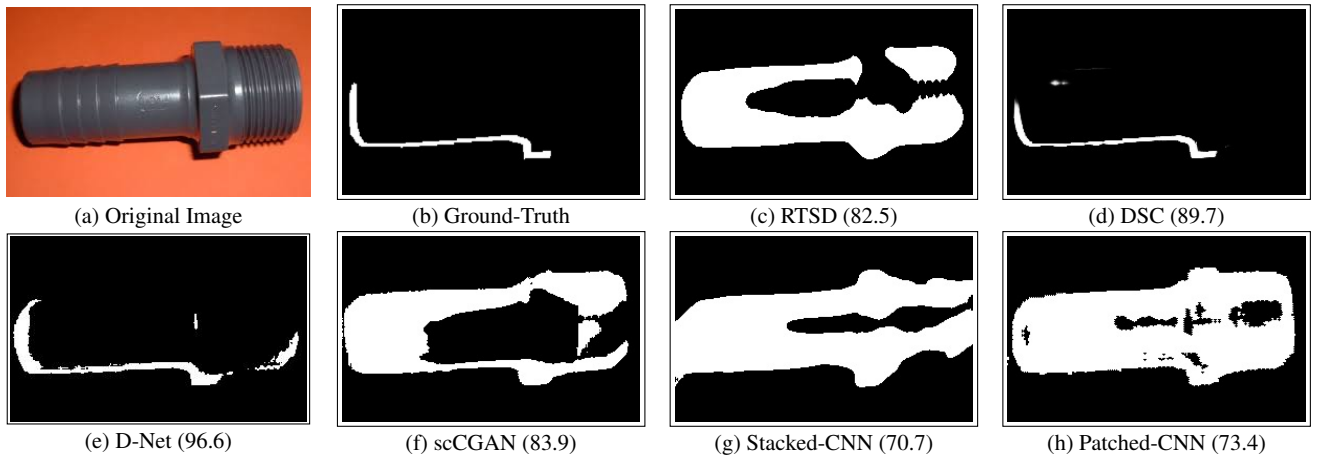 (a) Original Image
(b) Ground-Truth
(c) RTSD (82.5)
(d) DSC (89.7)
(e) D-Net (96.6)
(f) scCGAN (83.9)
(g) Stacked-CNN (70.7)
(h) Patched-CNN (73.4)